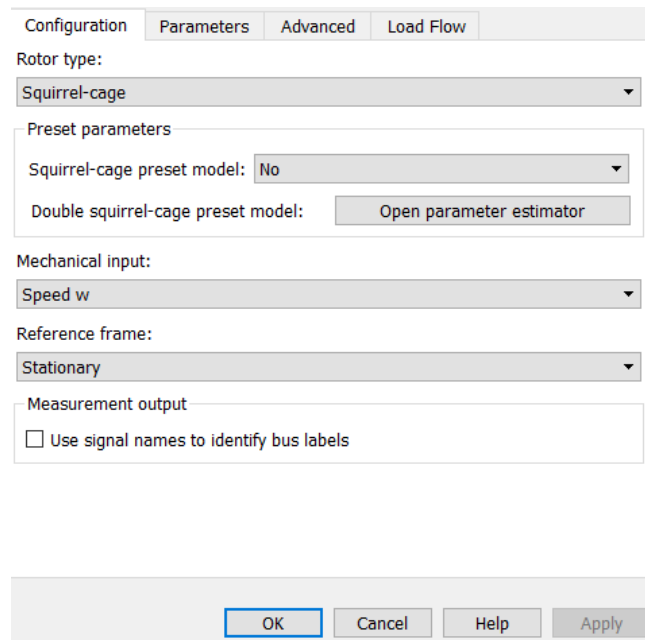 Configuration Parameters Advanced Load Flow
Rotor type:
Squirrel-cage
Preset parameters
Squirrel-cage preset model: No
Double squirrel-cage preset model: Open parameter estimator
Mechanical input:
Speed w
Reference frame:
Stationary
Measurement output
Use signal names to identify bus labels
OK Cancel Help Apply